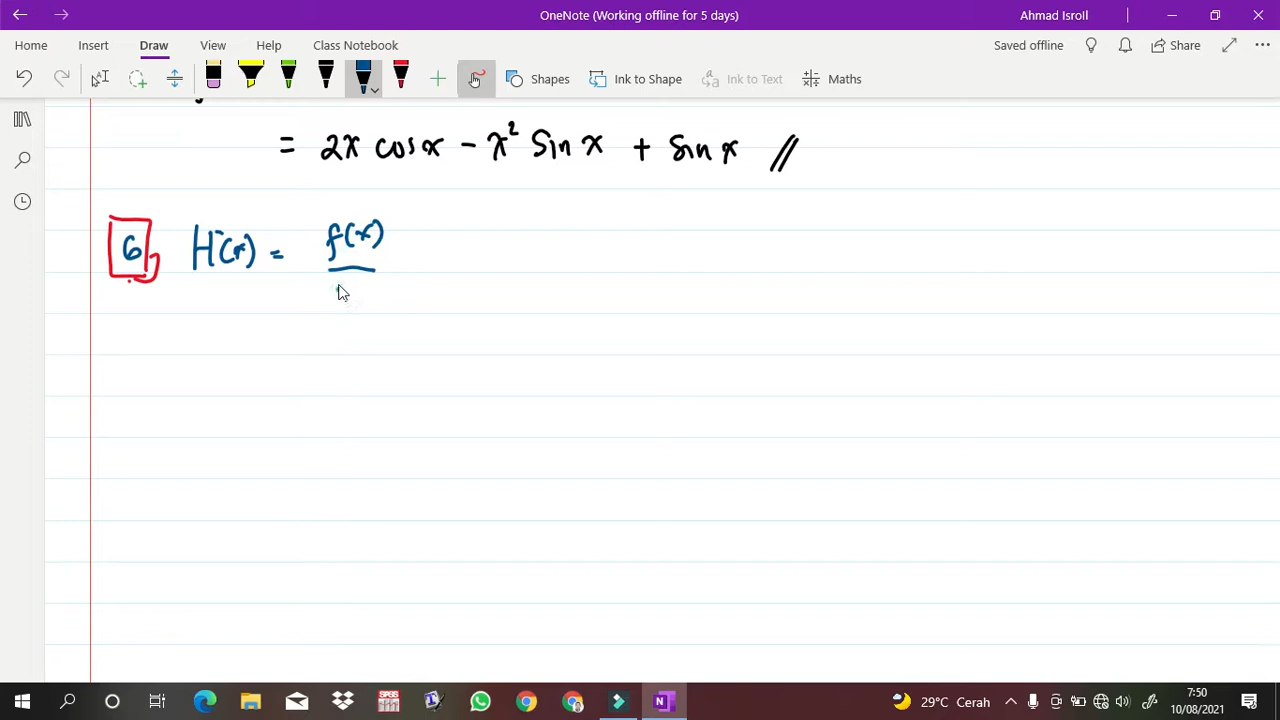 OneNote (Working offline for 5 days)
Ahmad Isroll
Home Insert Draw View Help Class Notebook
Saved offline Share
Shapes Ink to Shape Ink to Text Maths
= 2x cos x - x² Sin x + Sin x //
6, H(x) = f(x)
29°C Cerah
7:50
10/08/2021